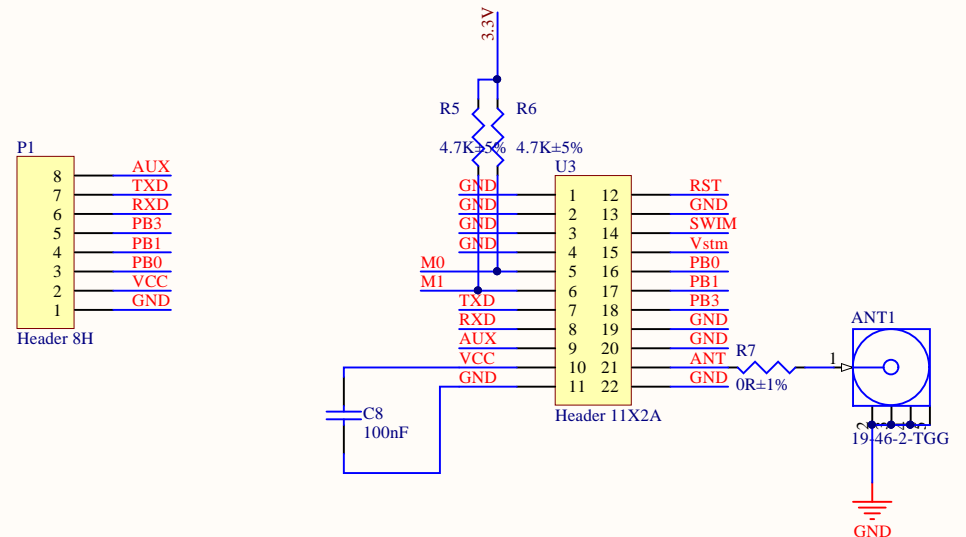 3.3V
R5
R6
4.7K±5%
4.7K±5%
P1
8
AUX
7
TXD
6
RXD
5
PB3
4
PB1
3
PB0
2
VCC
1
GND
Header 8H
U3
GND
1
12
RST
GND
2
13
GND
GND
3
14
SWIM
GND
4
15
Vstm
M0
5
16
PB0
M1
6
17
PB1
TXD
7
18
PB3
RXD
8
19
GND
AUX
9
20
GND
VCC
10
21
ANT
GND
11
22
GND
Header 11X2A
C8
100nF
R7
0R±1%
ANT1
1
2
19-46-2-TGG
GND